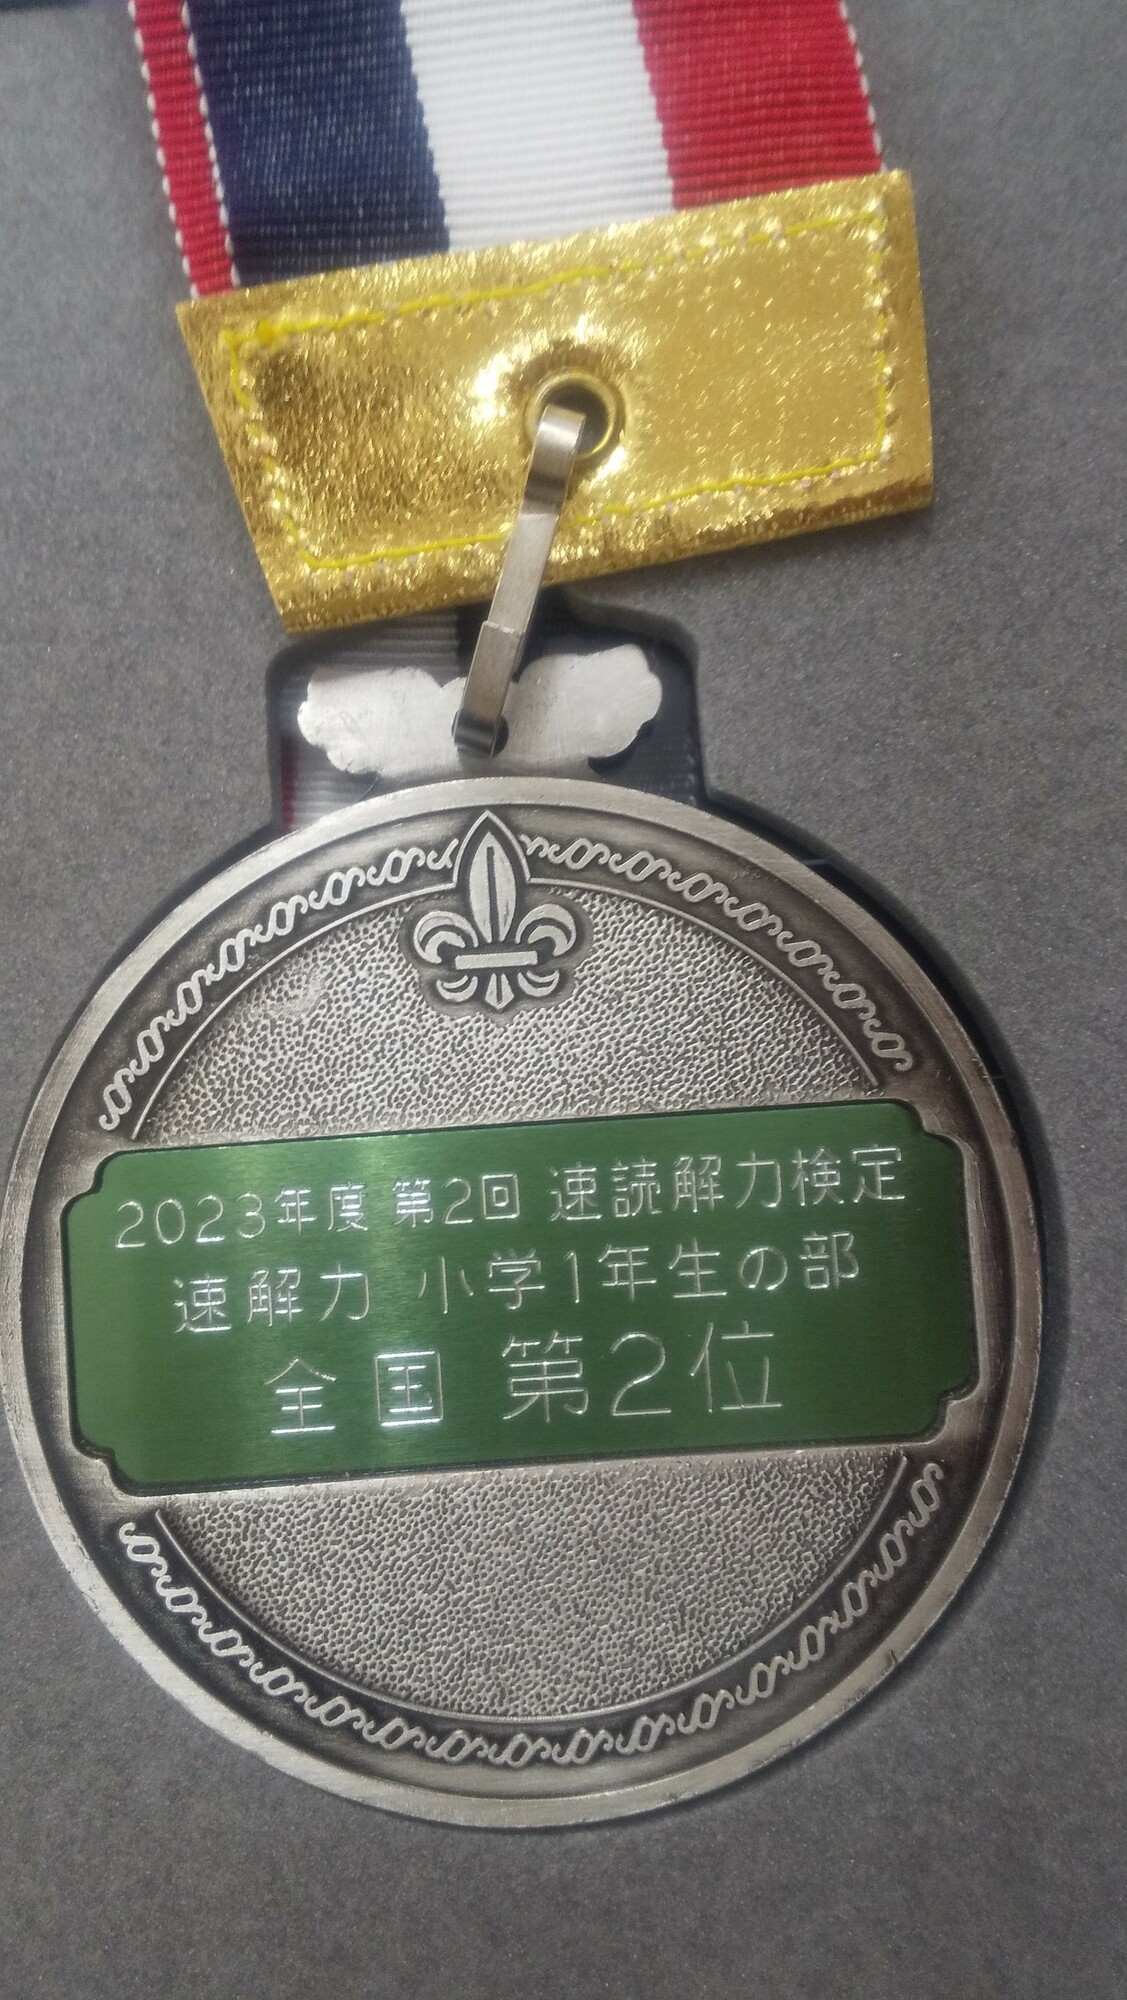 2023年度 第2回 速読解力検定
速解力 小学1年生の部
全国 第2位